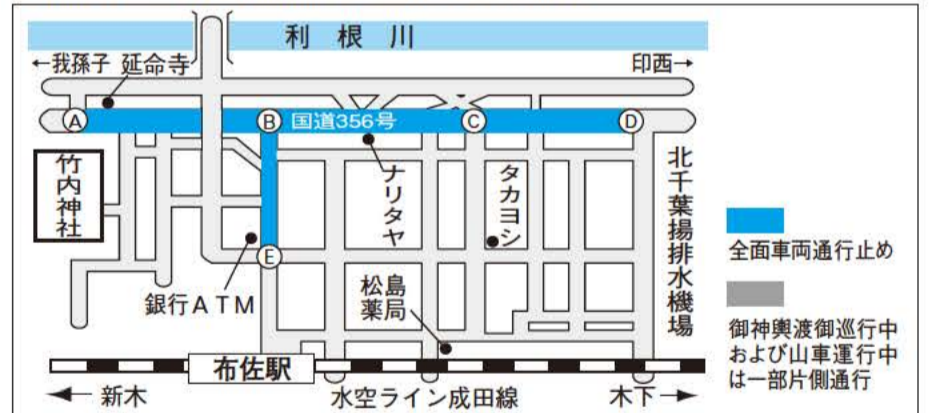 利根川
←我孫子
延命寺
印西→
A
B
国道356号
C
D
竹内神社
ナリタヤ
タカヨシ
北千葉揚排水機場
E
銀行ATM
松島
薬局
全面車両通行止め
御神輿渡御巡行中
および山車運行中
は一部片側通行
布佐駅
← 新木
水空ライン成田線
木下 →